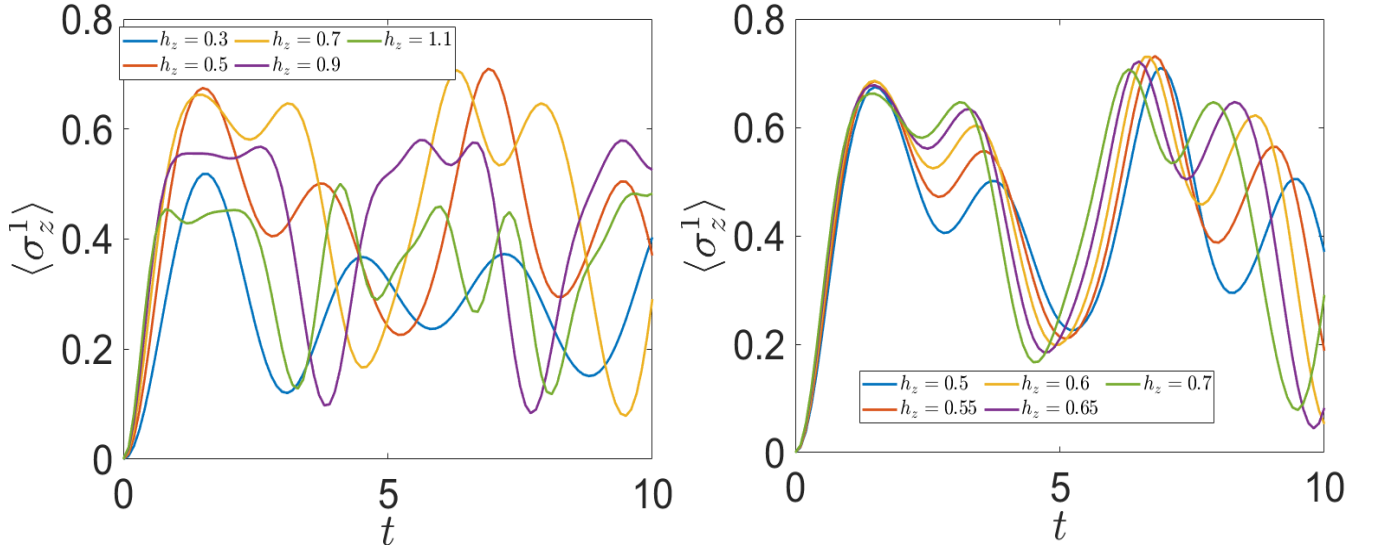 0.8
h_z = 0.3 h_z = 0.7 h_z = 1.1
h_z = 0.5 h_z = 0.9
0.6
⟨σ_z^1⟩
0.4
0.2
0
0 5 10
t
0.8
0.6
⟨σ_z^1⟩
0.4
0.2
h_z = 0.5 h_z = 0.6 h_z = 0.7
h_z = 0.55 h_z = 0.65
0
0 5 10
t